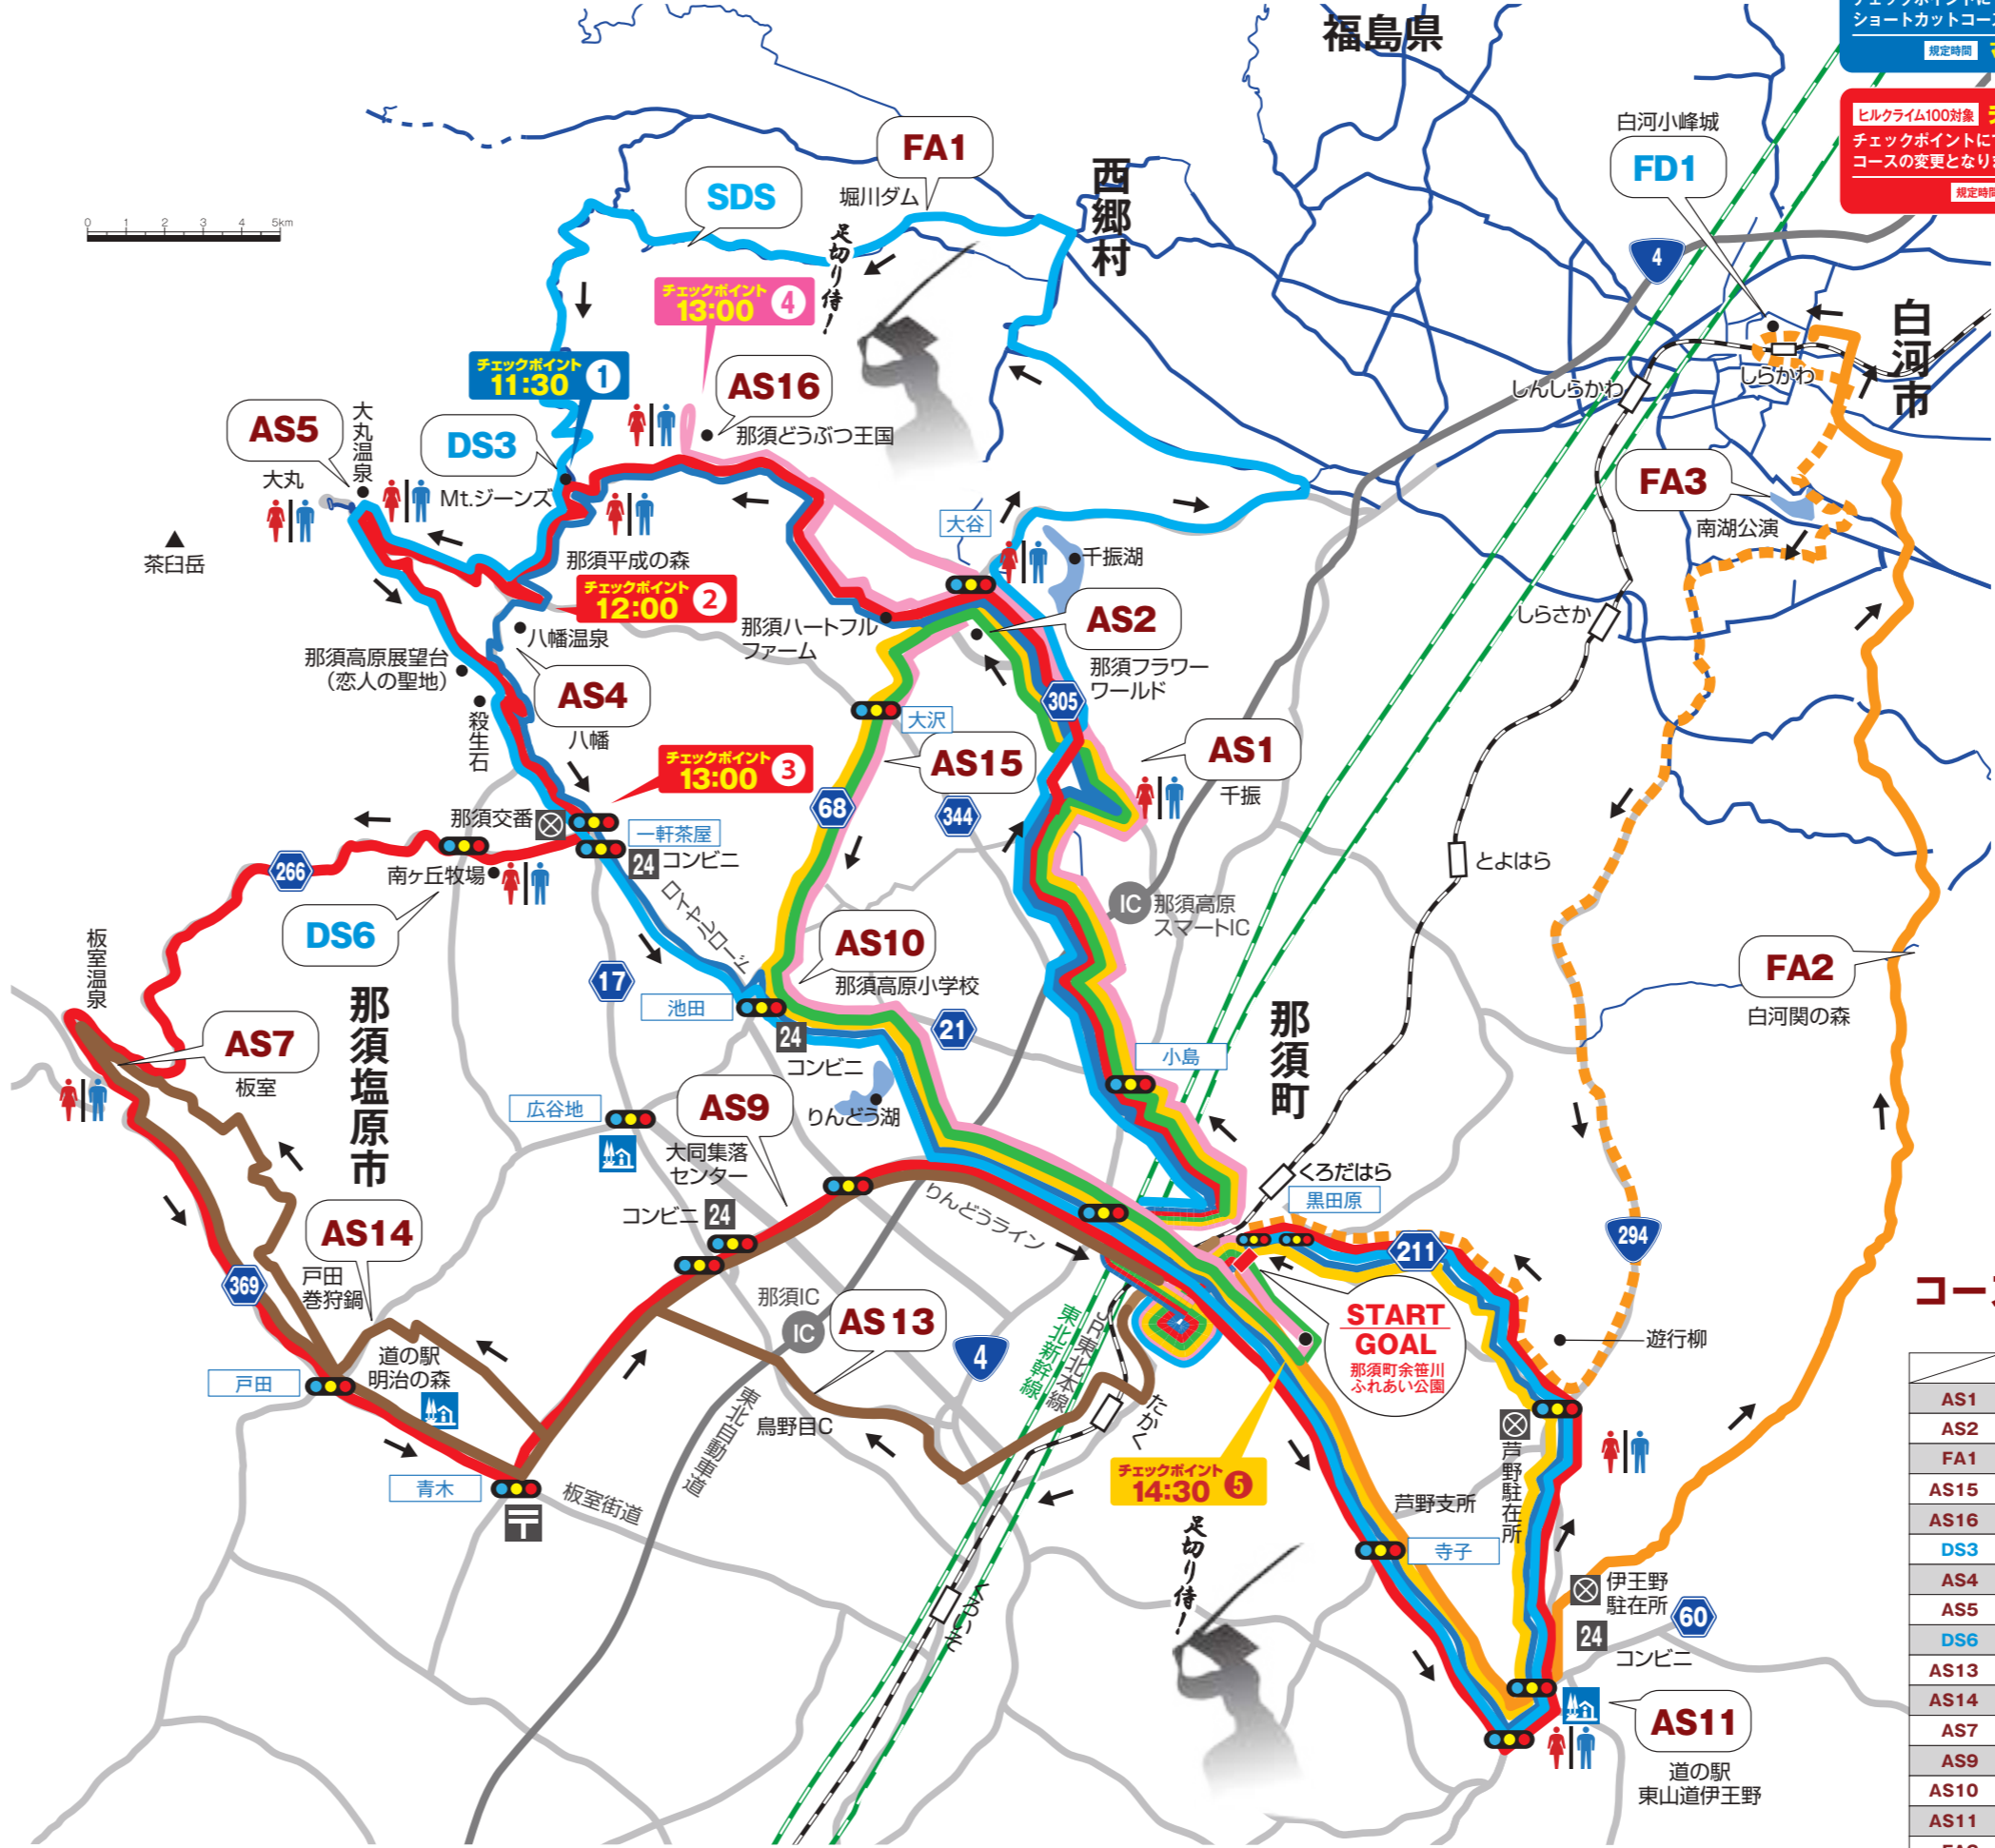 福島県
チェックポイントに
ショートカットコース
規定時間
ヒルクライム100対象
チェックポイントにて
コースの変更となりま
規定時間
白河小峰城
FD1
FA1
堀川ダム
SDS
西郷村
足切り侍!
0 1 2 3 4 5km
4
白河市
チェックポイント
13:00 4
チェックポイント
11:30 1
AS16
那須どうぶつ王国
しんしらかわ
しらかわ
AS5
大丸温泉
大丸
DS3
Mt.ジーンズ
FA3
南湖公演
茶臼岳
大谷
千振湖
那須平成の森
チェックポイント
12:00 2
AS2
那須フラワー
ワールド
しらさか
那須ハートフル
ファーム
八幡温泉
那須高原展望台
(恋人の聖地)
AS4
八幡
殺生石
305
大沢
AS15
AS1
千振
チェックポイント
13:00 3
68
344
那須交番
一軒茶屋
24 コンビニ
266
南ヶ丘牧場
とよはら
DS6
ロイヤルロード
IC 那須高原
スマートIC
AS10
那須高原小学校
FA2
白河関の森
板室温泉
17
池田
21
24
コンビニ
那須塩原市
那須町
AS7
板室
小島
りんどう湖
広谷地
AS9
大同集落
センター
くろだはら
黒田原
コンビニ 24
りんどうライン
211
294
AS14
戸田
巻狩鍋
369
那須IC
IC
AS13
START
GOAL
那須町余笹川
ふれあい公園
遊行柳
コース
東北新幹線
JR東北本線
4
道の駅
明治の森
戸田
鳥野目C
東北自動車道
たかく
チェックポイント
14:30 5
芦野駐在所
青木
板室街道
芦野支所
足切り侍!
寺子
伊王野
駐在所
60
24
コンビニ
くろいそ
AS11
道の駅
東山道伊王野
AS1
AS2
FA1
AS15
AS16
DS3
AS4
AS5
DS6
AS13
AS14
AS7
AS9
AS10
AS11